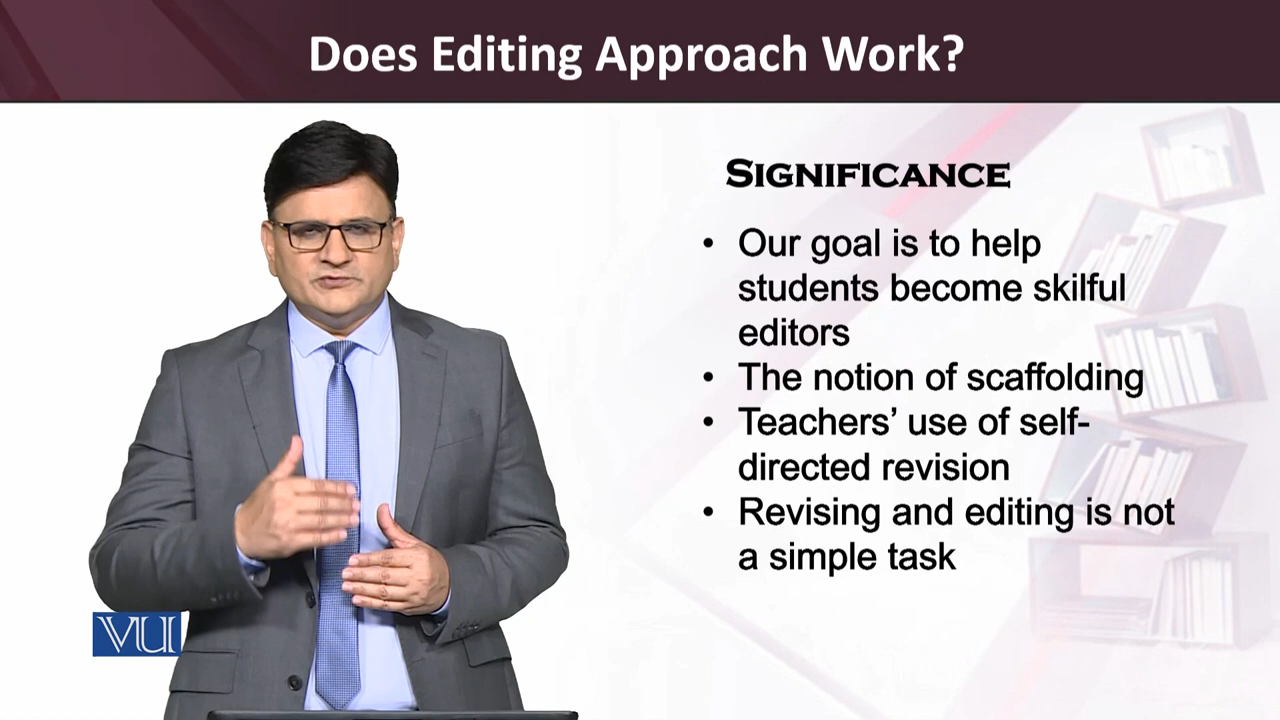 Does Editing Approach Work?
SIGNIFICANCE
• Our goal is to help
students become skilful
editors
• The notion of scaffolding
• Teachers’ use of self-
directed revision
• Revising and editing is not
a simple task
VU